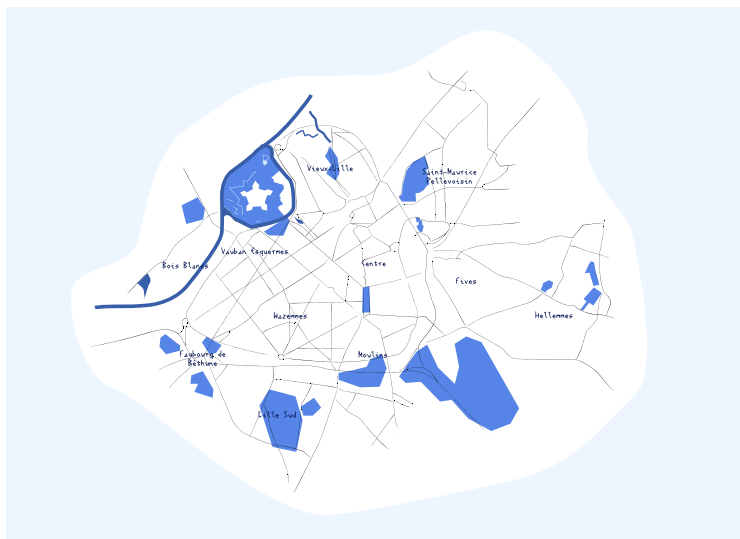 Vieux-Lille
Saint-Maurice
Pellevoisin
Vauban Esquermes
Bois Blancs
Centre
Fives
Wazemmes
Hellemmes
Faubourg de
Béthune
Moulins
Lille Sud